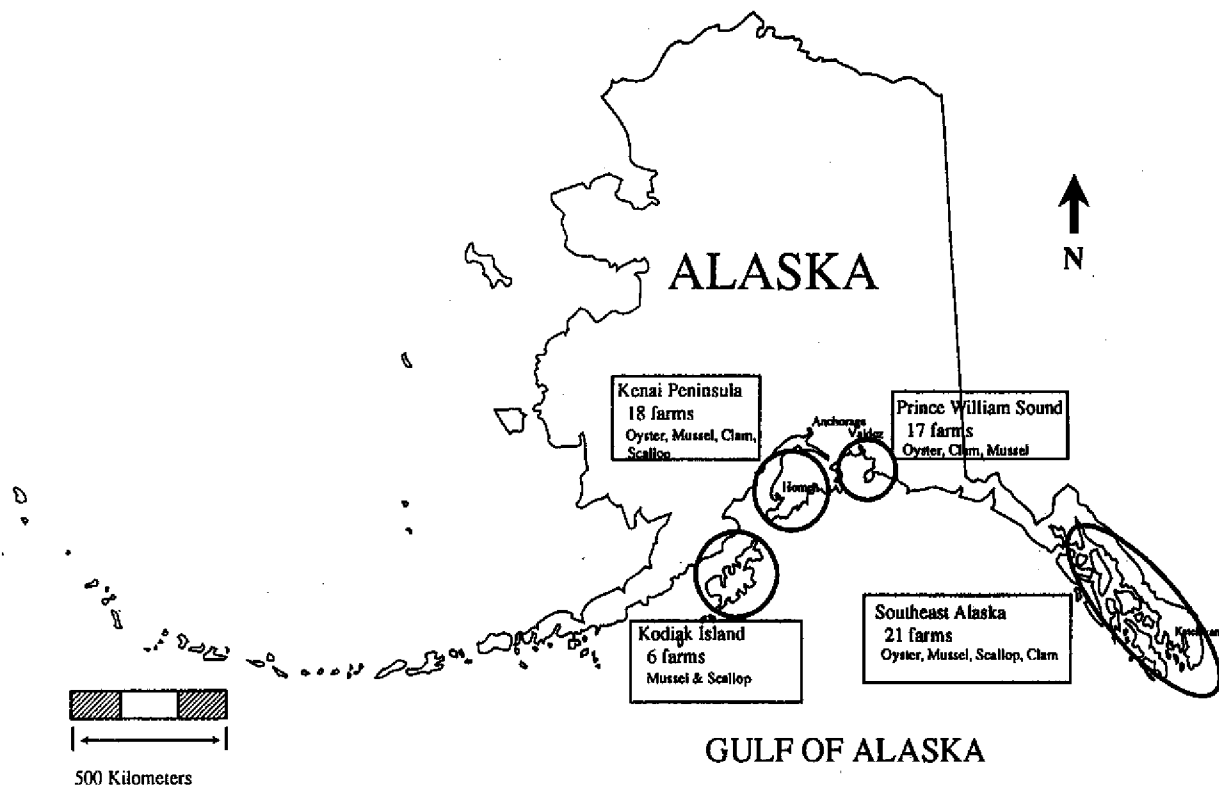 ALASKA
N
Kenai Peninsula
18 farms
Oyster, Mussel, Clam,
Scallop
Anchorage
Valdez
Prince William Sound
17 farms
Oyster, Clam, Mussel
Homer
Kodiak Island
6 farms
Mussel & Scallop
Southeast Alaska
21 farms
Oyster, Mussel, Scallop, Clam
GULF OF ALASKA
500 Kilometers